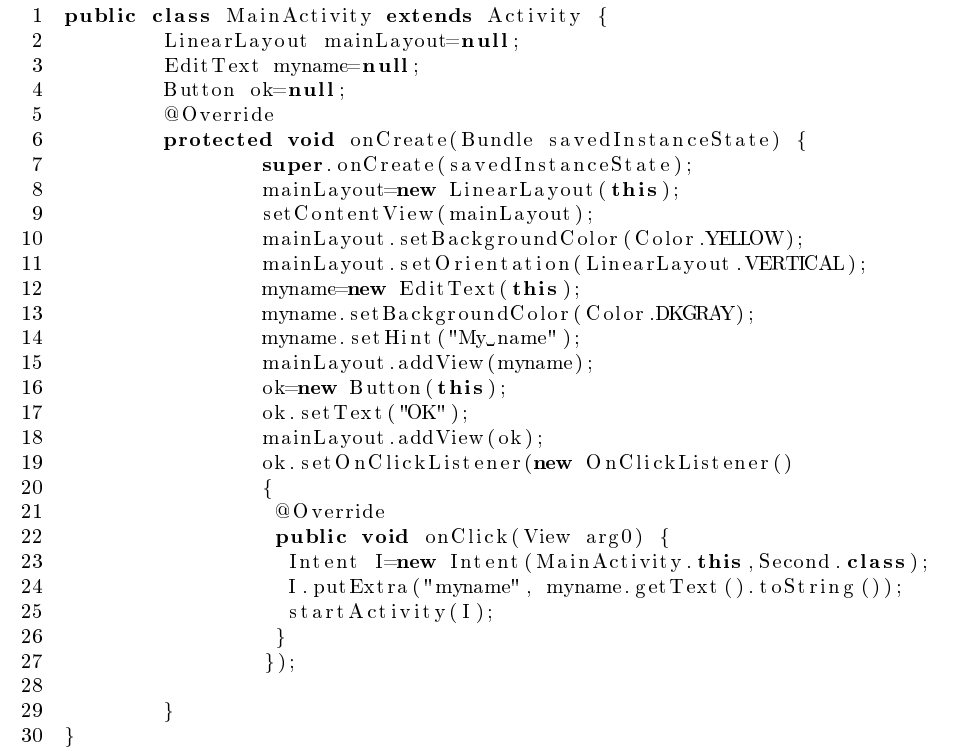 1 public class MainActivity extends Activity {
2 LinearLayout mainLayout=null;
3 EditText myname=null;
4 Button ok=null;
5 @Override
6 protected void onCreate(Bundle savedInstanceState) {
7 super.onCreate(savedInstanceState);
8 mainLayout=new LinearLayout(this);
9 setContentView(mainLayout);
10 mainLayout.setBackgroundColor(Color.YELLOW);
11 mainLayout.setOrientation(LinearLayout.VERTICAL);
12 myname=new EditText(this);
13 myname.setBackgroundColor(Color.DKGRAY);
14 myname.setHint("My␣name");
15 mainLayout.addView(myname);
16 ok=new Button(this);
17 ok.setText("OK");
18 mainLayout.addView(ok);
19 ok.setOnClickListener(new OnClickListener()
20 {
21 @Override
22 public void onClick(View arg0) {
23 Intent I=new Intent(MainActivity.this,Second.class);
24 I.putExtra("myname", myname.getText().toString());
25 startActivity(I);
26 }
27 });
28
29 }
30 }